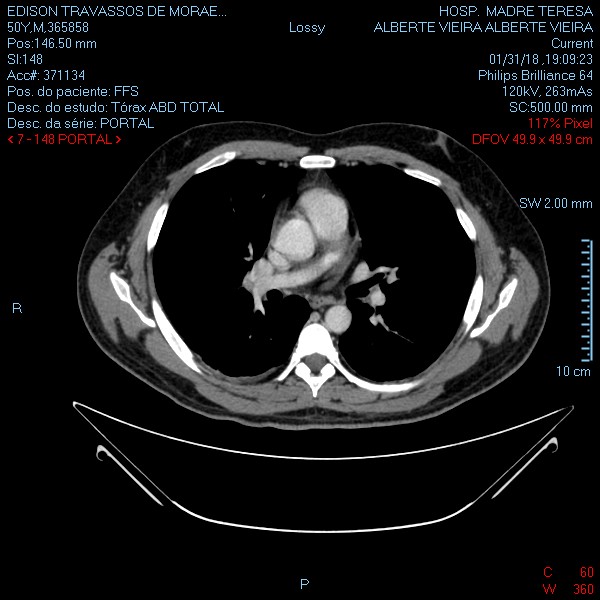 EDISON TRAVASSOS DE MORAE...
50Y,M,365858
Pos:146.50 mm
SI:148
Acc#: 371134
Pos. do paciente: FFS
Desc. do estudo: Tórax ABD TOTAL
Desc. da série: PORTAL
< 7 - 148 PORTAL >
Lossy
HOSP. MADRE TERESA
ALBERTE VIEIRA ALBERTE VIEIRA
Current
01/31/18 ,19:09:23
Philips Brilliance 64
120kV, 263mAs
SC:500.00 mm
117% Pixel
DFOV 49.9 x 49.9 cm
SW 2.00 mm
R
10 cm
P
C 60
W 360